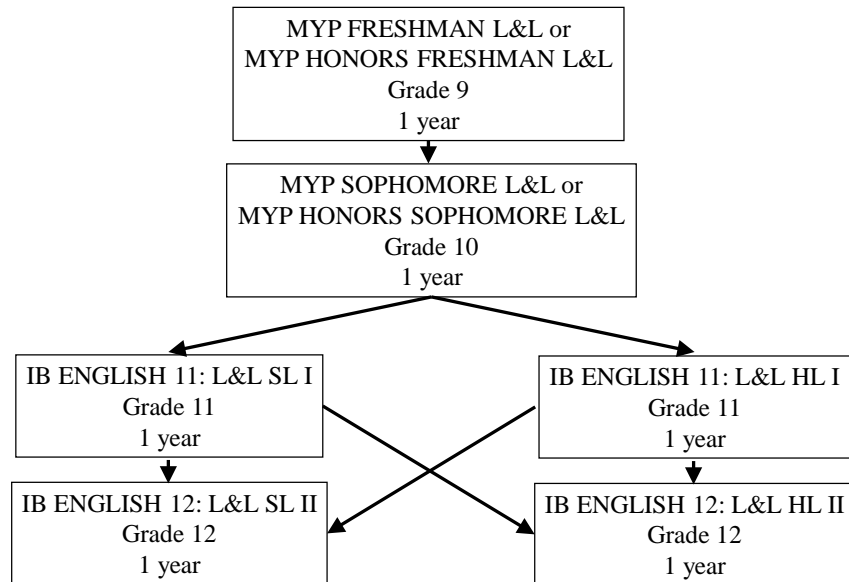 MYP FRESHMAN L&L or
MYP HONORS FRESHMAN L&L
Grade 9
1 year
MYP SOPHOMORE L&L or
MYP HONORS SOPHOMORE L&L
Grade 10
1 year
IB ENGLISH 11: L&L SL I
Grade 11
1 year
IB ENGLISH 11: L&L HL I
Grade 11
1 year
IB ENGLISH 12: L&L SL II
Grade 12
1 year
IB ENGLISH 12: L&L HL II
Grade 12
1 year